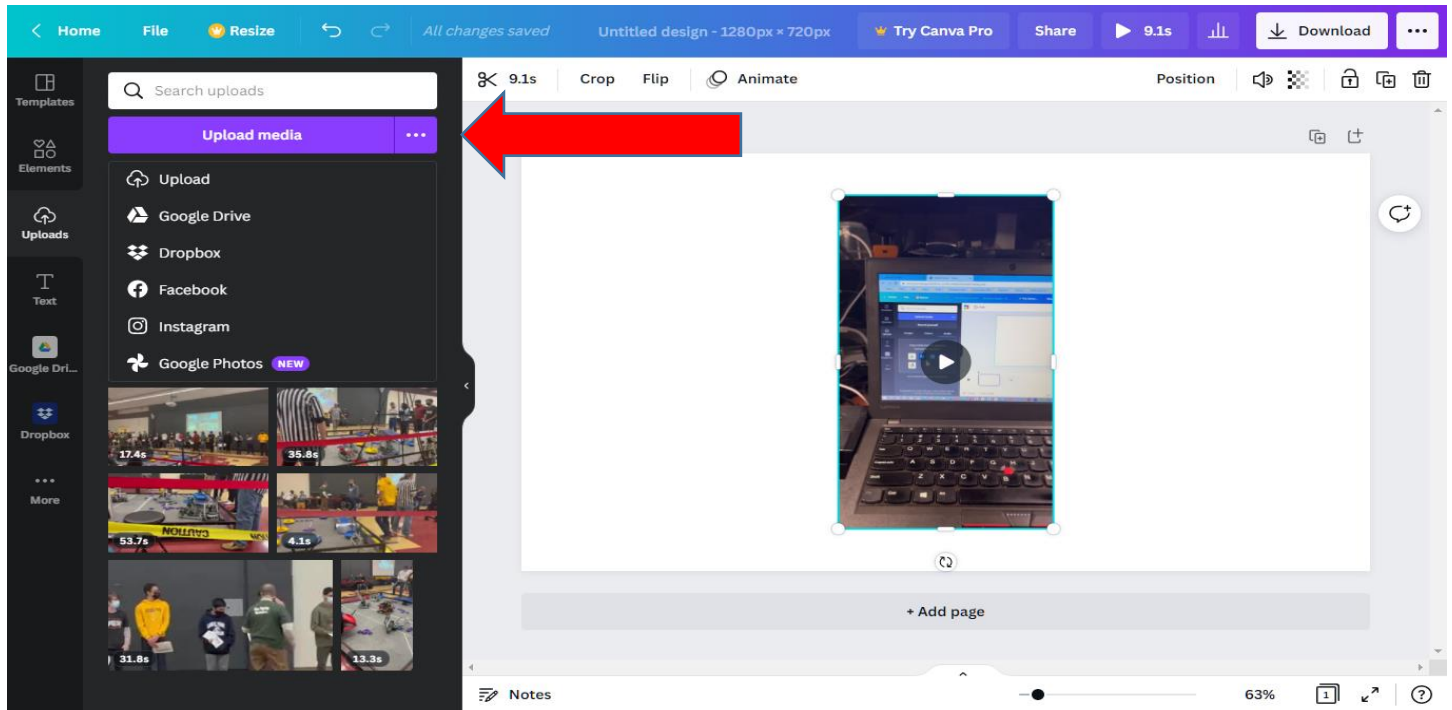 Home File Resize All changes saved Untitled design - 1280px × 720px Try Canva Pro Share 9.1s Download
Templates
Elements
Uploads
Text
Google Dri...
Dropbox
More
Search uploads
Upload media
Upload
Google Drive
Dropbox
Facebook
Instagram
Google Photos NEW
17.4s 35.8s
CAUTION
53.7s 4.1s
31.8s 13.3s
9.1s Crop Flip Animate Position
+ Add page
Notes 63% 1 ?